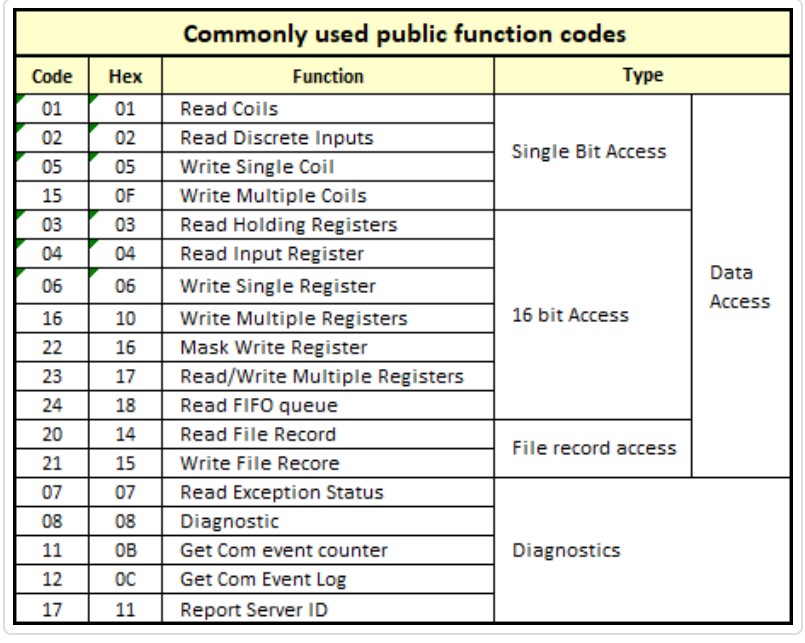 Commonly used public function codes
Code Hex Function Type
01 01 Read Coils
02 02 Read Discrete Inputs
Single Bit Access
05 05 Write Single Coil
15 0F Write Multiple Coils
03 03 Read Holding Registers
04 04 Read Input Register
Data
06 06 Write Single Register
Access
16 10 Write Multiple Registers 16 bit Access
22 16 Mask Write Register
23 17 Read/Write Multiple Registers
24 18 Read FIFO queue
20 14 Read File Record
File record access
21 15 Write File Recore
07 07 Read Exception Status
08 08 Diagnostic
11 0B Get Com event counter Diagnostics
12 0C Get Com Event Log
17 11 Report Server ID